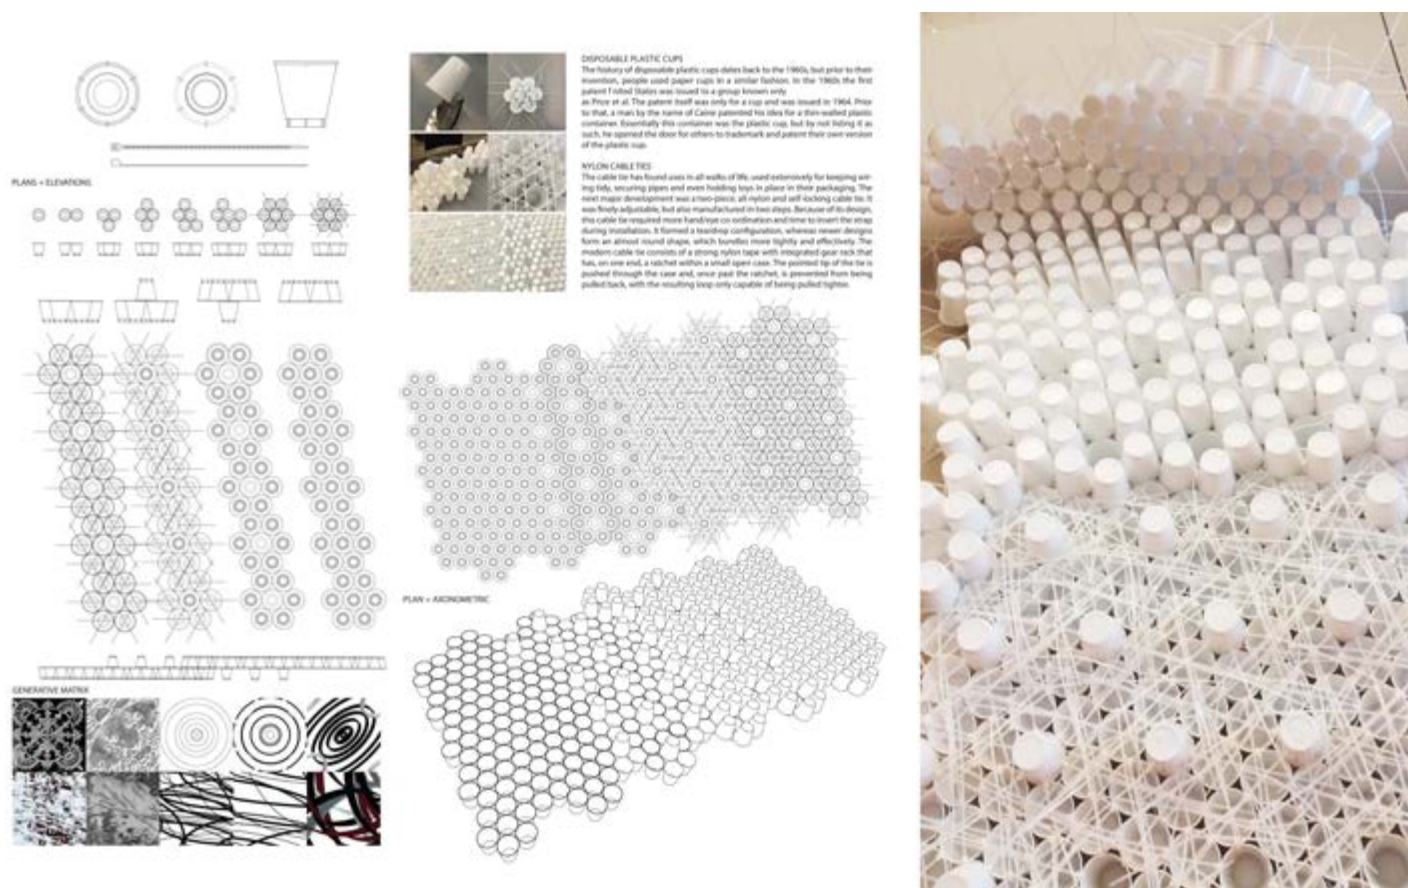 PLANS + ELEVATIONS
GENERATIVE MATRIX
DISPOSABLE PLASTIC CUPS
The history of disposable plastic cups dates back to the 1960s, but prior to their
invention, people used paper cups in a similar fashion. In the 1960s the first
patent United States was issued to a group known only
as Price et al. The patent itself was only for a cup and was issued in 1964. Prior
to that, a man by the name of Caine patented his idea for a thin-walled plastic
container. Essentially this container was the plastic cup, but by not listing it as
such, he opened the door for others to trademark and patent their own version
of the plastic cup.
NYLON CABLE TIES
The cable tie has found uses in all walks of life, used extensively for keeping wir-
ing tidy, securing pipes and even holding toys in place in their packaging. The
next major development was a two-piece, all nylon and self-locking cable tie. It
was finely adjustable, but also manufactured in two steps. Because of its design,
this cable tie required more hand/eye co-ordination and time to insert the strap
during installation. It formed a teardrop configuration, whereas newer designs
form an almost round shape, which bundles more tightly and effectively. The
modern cable tie consists of a strong nylon tape with integrated gear rack that
has, on one end, a ratchet within a small open case. The pointed tip of the tie is
pushed through the case and, once past the ratchet, is prevented from being
pulled back, with the resulting loop only capable of being pulled tighter.
PLAN + AXONOMETRIC